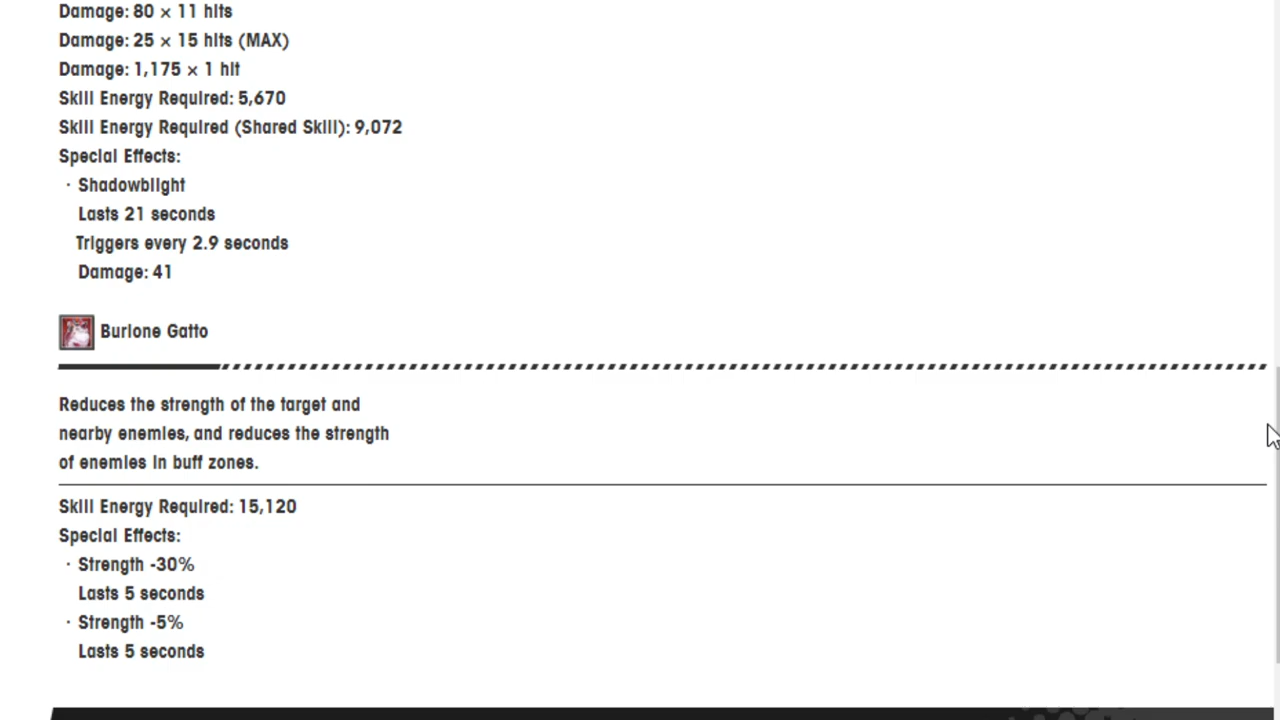 Damage: 80 × 11 hits
Damage: 25 × 15 hits (MAX)
Damage: 1,175 × 1 hit
Skill Energy Required: 5,670
Skill Energy Required (Shared Skill): 9,072
Special Effects:
· Shadowblight
Lasts 21 seconds
Triggers every 2.9 seconds
Damage: 41
Burlone Gatto
Reduces the strength of the target and
nearby enemies, and reduces the strength
of enemies in buff zones.
Skill Energy Required: 15,120
Special Effects:
· Strength -30%
Lasts 5 seconds
· Strength -5%
Lasts 5 seconds